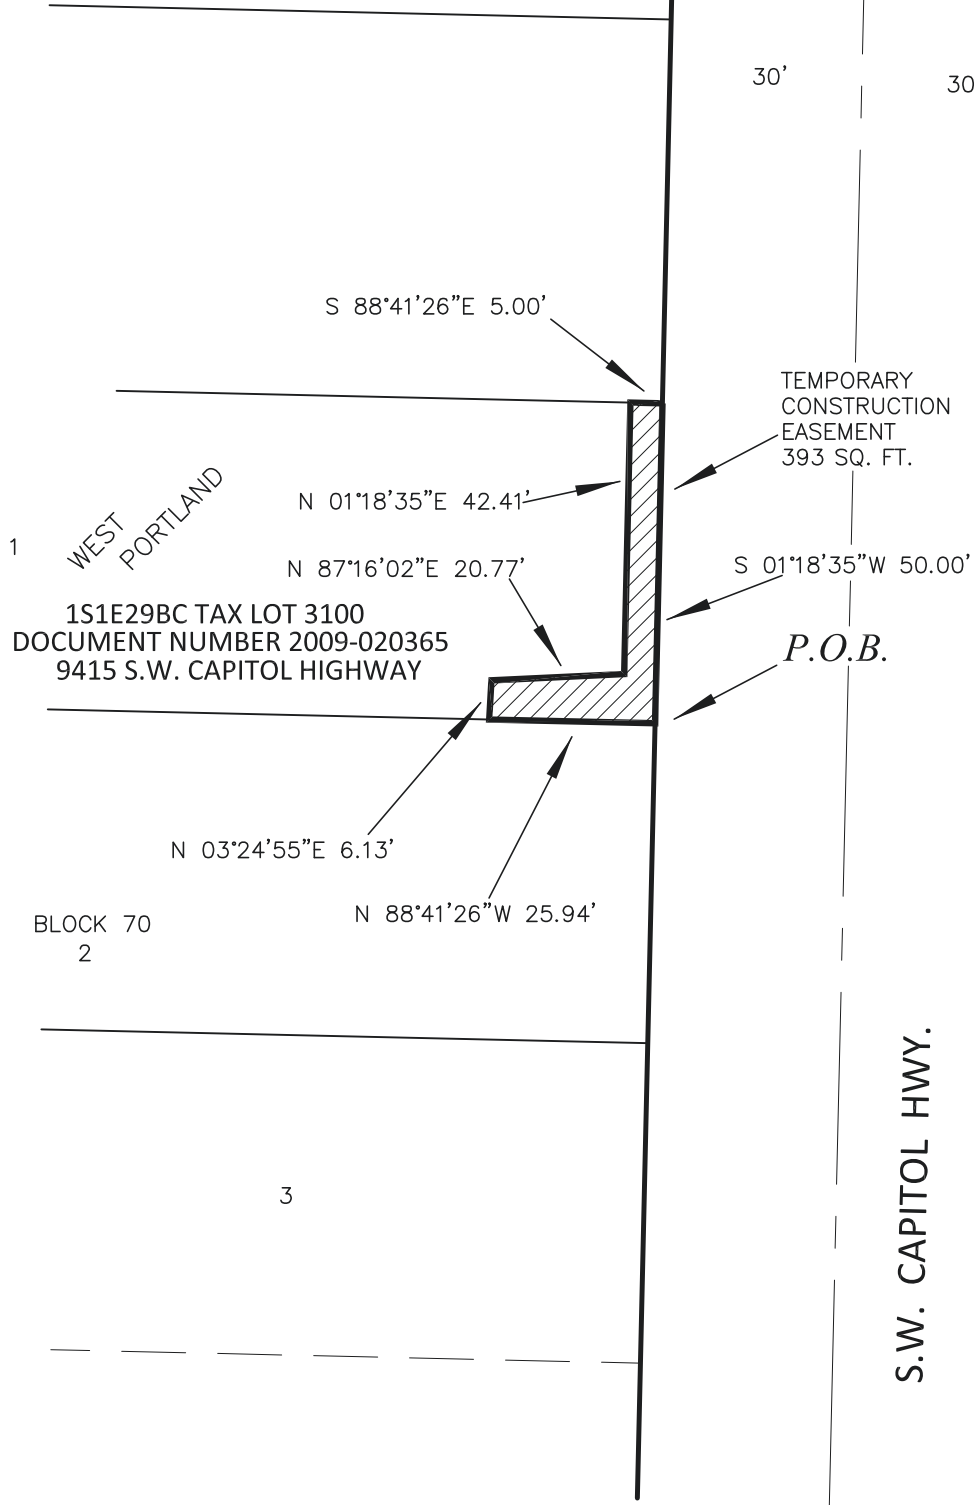 30’
30
S 88°41’26”E 5.00’
TEMPORARY
CONSTRUCTION
EASEMENT
393 SQ. FT.
N 01°18’35”E 42.41’
WEST
PORTLAND
1
N 87°16’02”E 20.77’
S 01°18’35”W 50.00’
1S1E29BC TAX LOT 3100
DOCUMENT NUMBER 2009-020365
9415 S.W. CAPITOL HIGHWAY
P.O.B.
N 03°24’55”E 6.13’
N 88°41’26”W 25.94’
BLOCK 70
2
3
S.W. CAPITOL HWY.